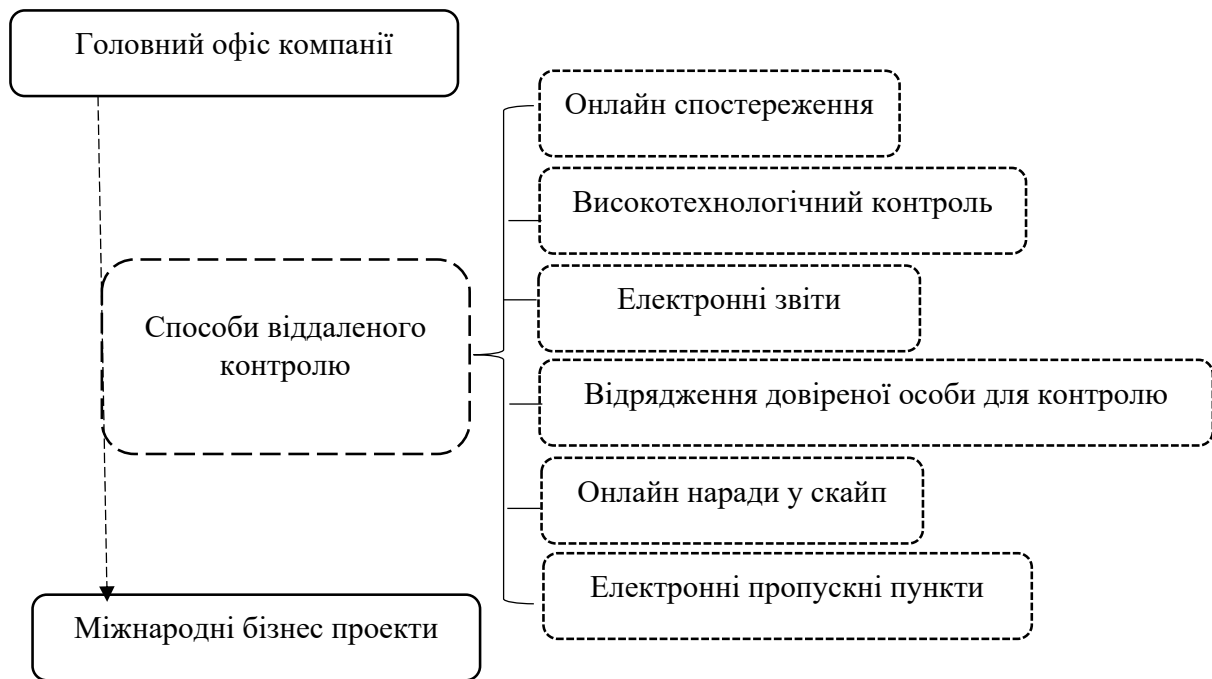 Головний офіс компанії
Онлайн спостереження
Високотехнологічний контроль
Електронні звіти
Способи віддаленого
контролю
Відрядження довіреної особи для контролю
Онлайн наради у скайп
Електронні пропускні пункти
Міжнародні бізнес проекти